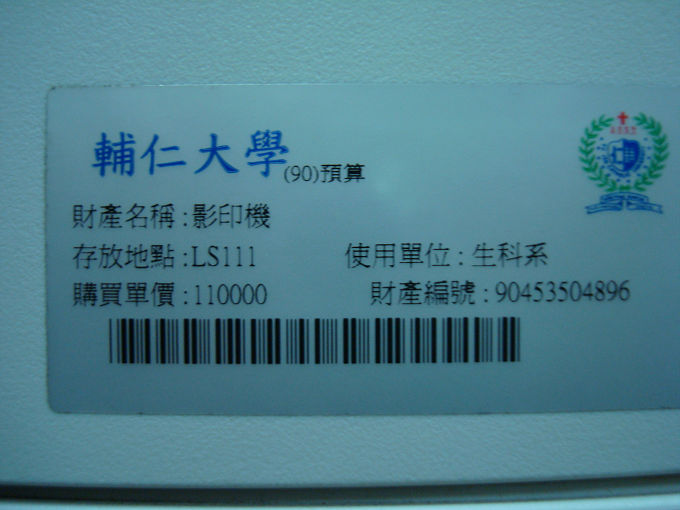 輔仁大學(90)預算
財產名稱:影印機
存放地點:LS111 使用單位:生科系
購買單價:110000 財產編號:90453504896